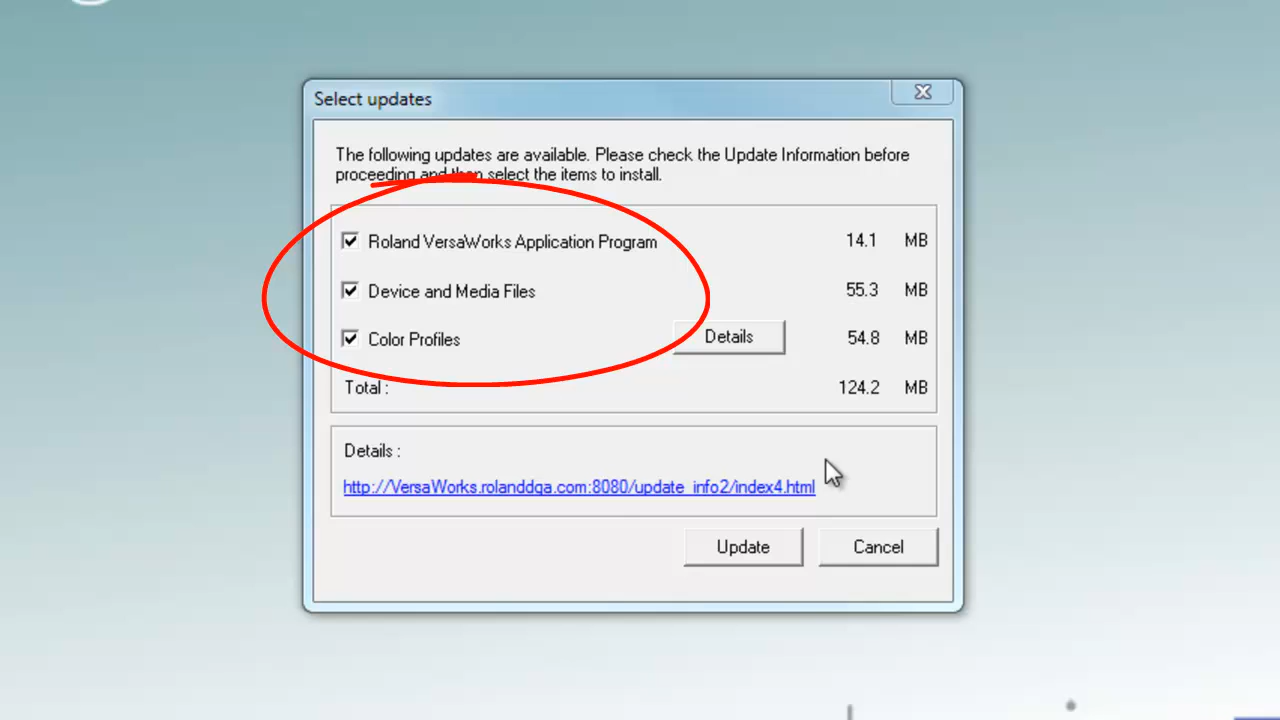 Select updates
The following updates are available. Please check the Update Information before
proceeding and then select the items to install.
Roland VersaWorks Application Program 14.1 MB
Device and Media Files 55.3 MB
Color Profiles Details 54.8 MB
Total : 124.2 MB
Details :
http://VersaWorks.rolanddga.com:8080/update_info2/index4.html
Update Cancel